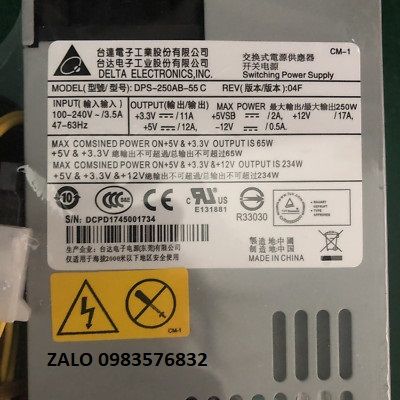 台達電子工業股份有限公司
台达电子工业股份有限公司
DELTA ELECTRONICS, INC.
交換式電源供應器
开关电源
Switching Power Supply
CM-1
MODEL(型號/型号): DPS-250AB-55 C
REV(版本/版本):04F
INPUT(輸入輸入)
100-240V~/3.5A
47-63Hz
OUTPUT(輸出/输出) MAX OUTPUT/最大輸出/最大输出250W
+3.3V ⎓/11A +5VSB ⎓/2A, +12V ⎓/17A,
+5V ⎓/12A, -12V ⎓/0.5A,
MAX COMSINED POWER ON +5V & +3.3V OUTPUT IS 65W
+5V & +3.3V 總輸出不可超過/总输出不可超过65W
MAX COMSINED POWER ON +5V & +3.3V & +12V OUTPUT IS 234W
+5V & +3.3V & +12V 總輸出不可超過/总输出不可超过234W
10
CCC
E131881
R33030
S/N: DCPD1745001734
生产企业:
台达电子电源(东莞)有限公司
仅适用于海拔2000米以下地区安全使用
製造地中國
制造地中国
CM-1
ZALO 0983576832